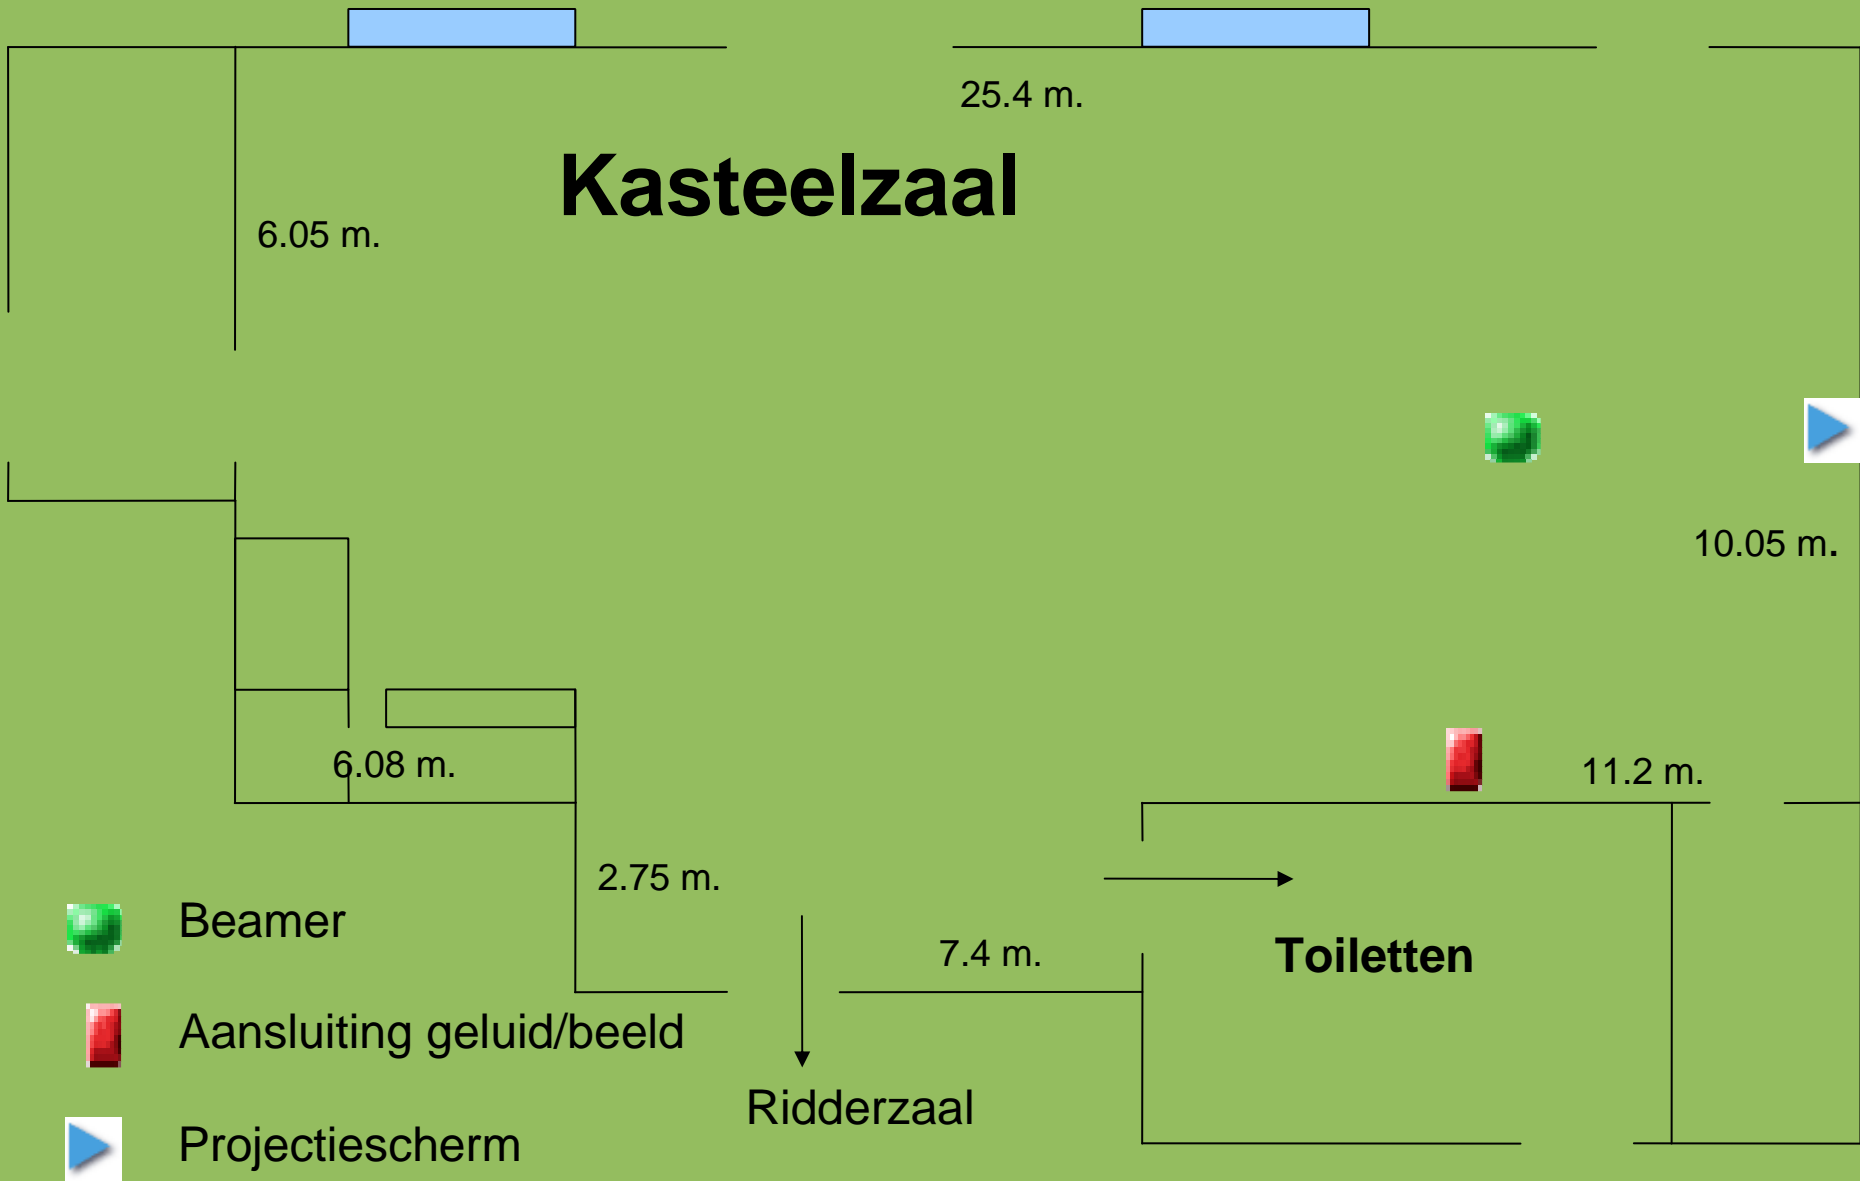 25.4 m.
Kasteelzaal
6.05 m.
10.05 m.
6.08 m.
11.2 m.
2.75 m.
7.4 m.
Toiletten
Ridderzaal
Beamer
Aansluiting geluid/beeld
Projectiescherm